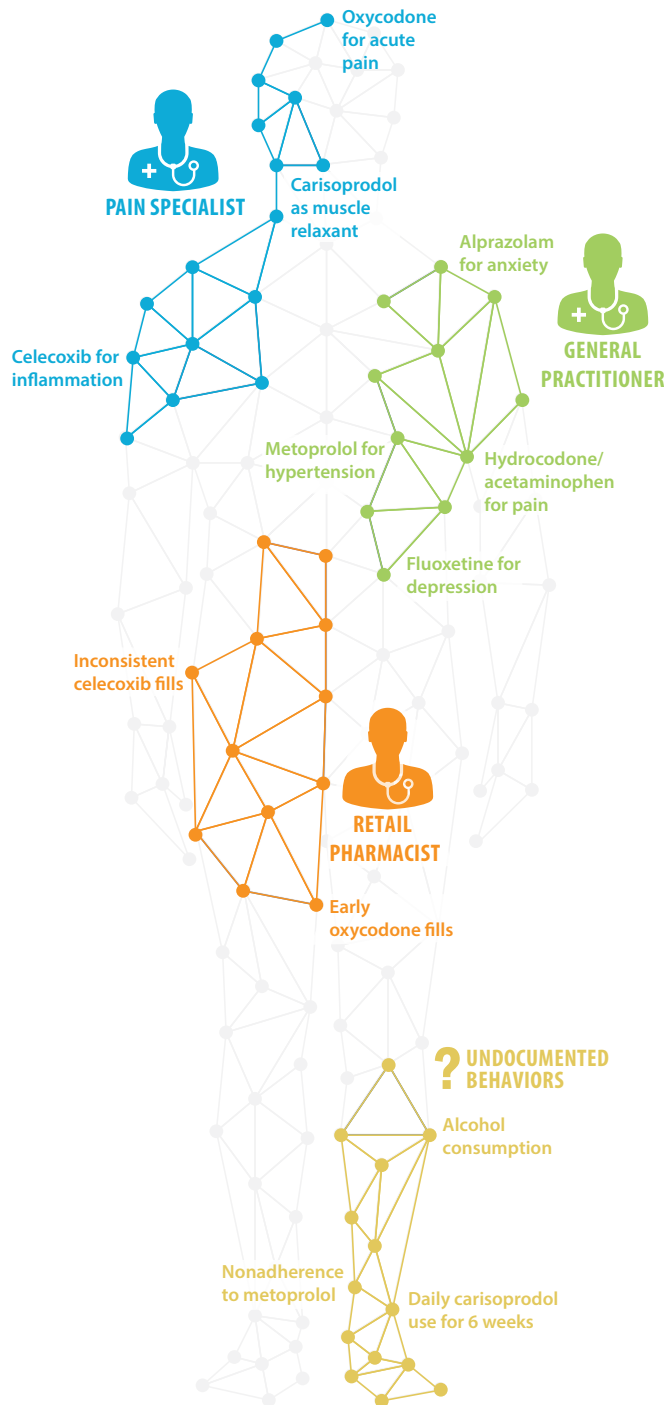 Oxycodone
for acute
pain
PAIN SPECIALIST
Carisoprodol
as muscle
relaxant
Alprazolam
for anxiety
GENERAL
PRACTITIONER
Celecoxib for
inflammation
Metoprolol for
hypertension
Hydrocodone/
acetaminophen
for pain
Fluoxetine for
depression
Inconsistent
celecoxib fills
RETAIL
PHARMACIST
Early
oxycodone fills
? UNDOCUMENTED
BEHAVIORS
Alcohol
consumption
Nonadherence
to metoprolol
Daily carisoprodol
use for 6 weeks